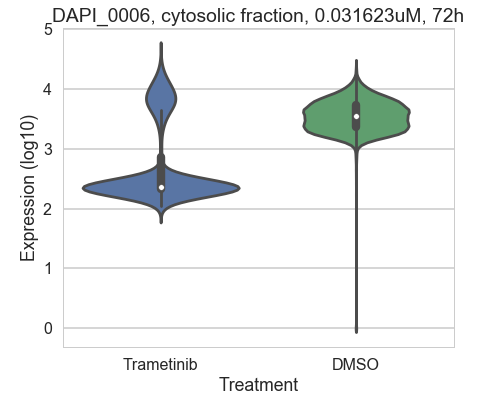 DAPI_0006, cytosolic fraction, 0.031623uM, 72h
5
4
3
2
1
0
Expression (log10)
Trametinib DMSO
Treatment